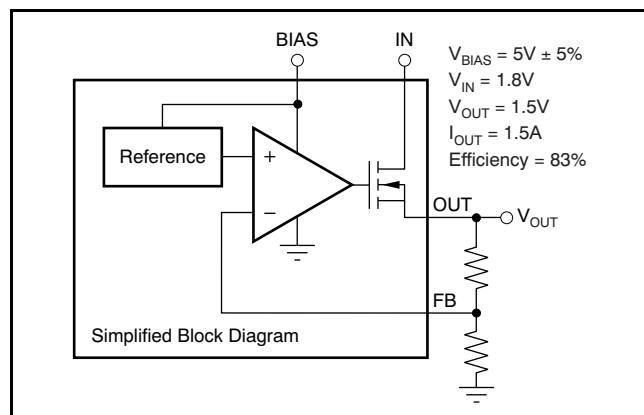 BIAS
IN
V_BIAS = 5V ± 5%
V_IN = 1.8V
V_OUT = 1.5V
I_OUT = 1.5A
Efficiency = 83%
Reference
+
−
OUT
V_OUT
FB
Simplified Block Diagram